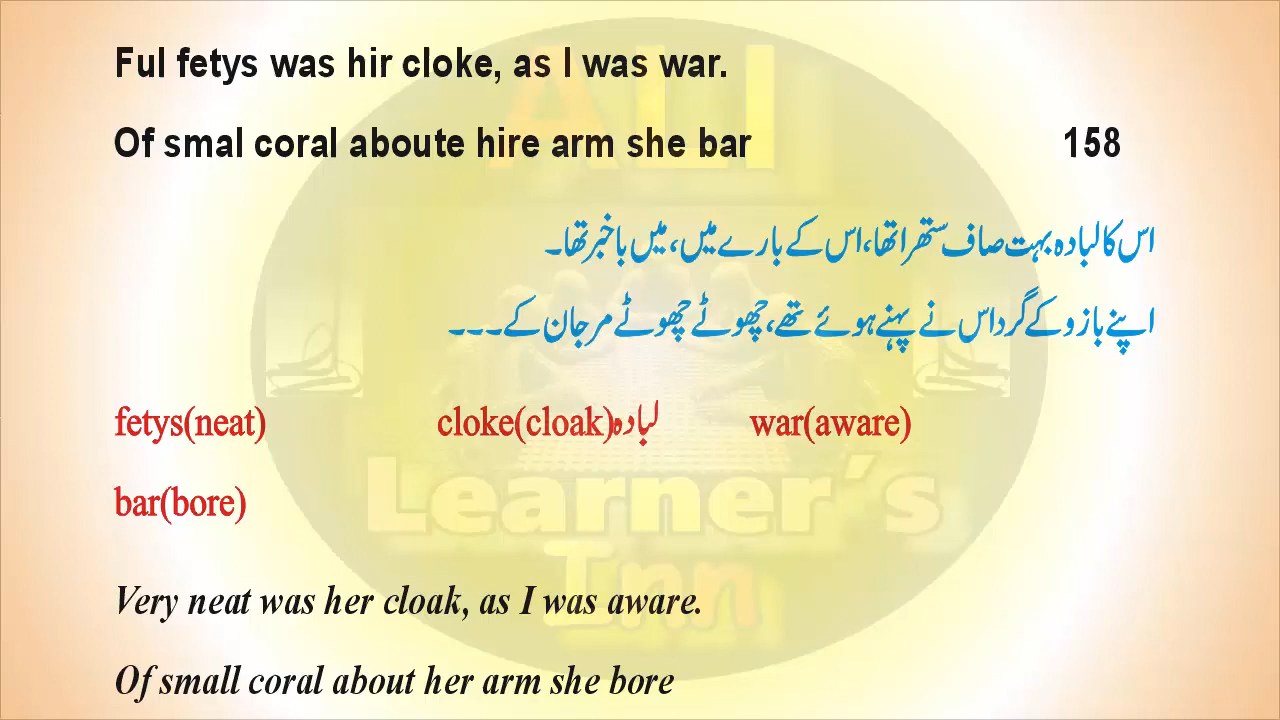 Ful fetys was hir cloke, as I was war.
Of smal coral aboute hire arm she bar 158
اس کا لبادہ بہت صاف ستھرا تھا، اس کے بارے میں، میں باخبر تھا۔
اپنے بازو کے گرد اس نے پہنے ہوئے تھے، چھوٹے چھوٹے مرجان کے۔۔۔
fetys(neat) cloke(cloak)لبادہ war(aware)
bar(bore)
Very neat was her cloak, as I was aware.
Of small coral about her arm she bore
All
Learner's
Inn